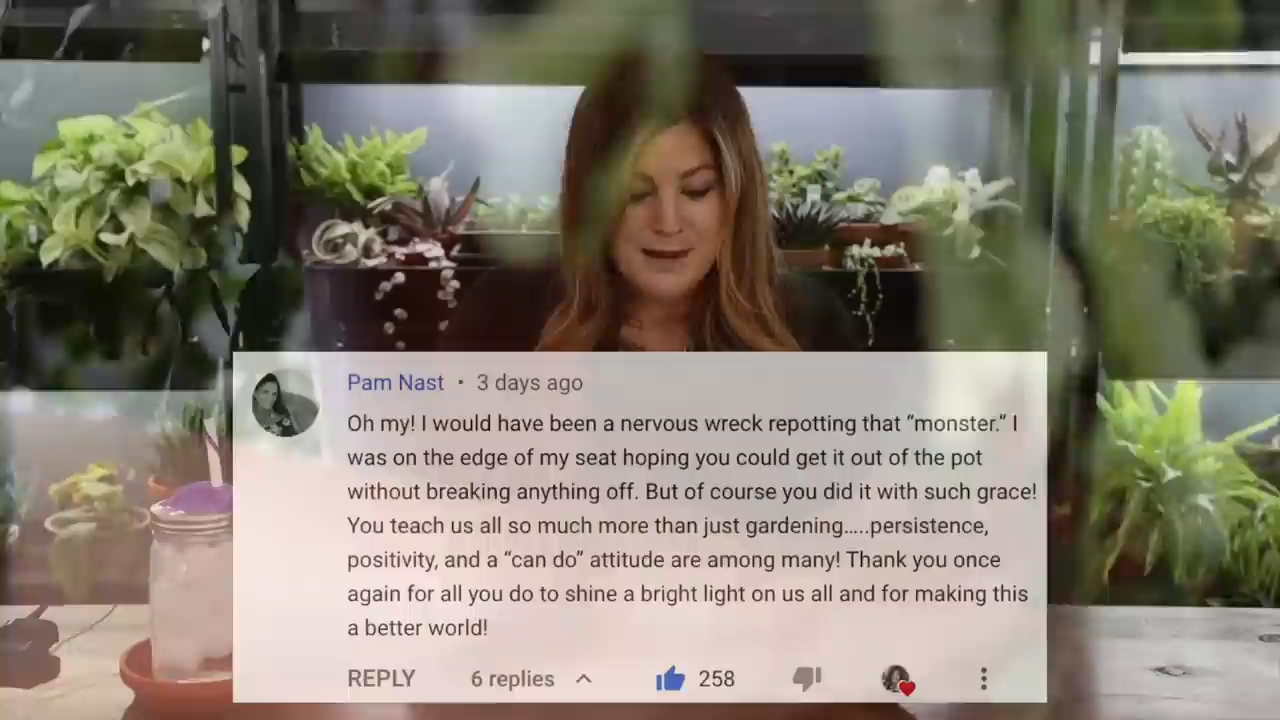 Pam Nast • 3 days ago
Oh my! I would have been a nervous wreck repotting that “monster.“ I
was on the edge of my seat hoping you could get it out of the pot
without breaking anything off. But of course you did it with such grace!
You teach us all so much more than just gardening…..persistence,
positivity, and a “can do” attitude are among many! Thank you once
again for all you do to shine a bright light on us all and for making this
a better world!
REPLY 6 replies 258